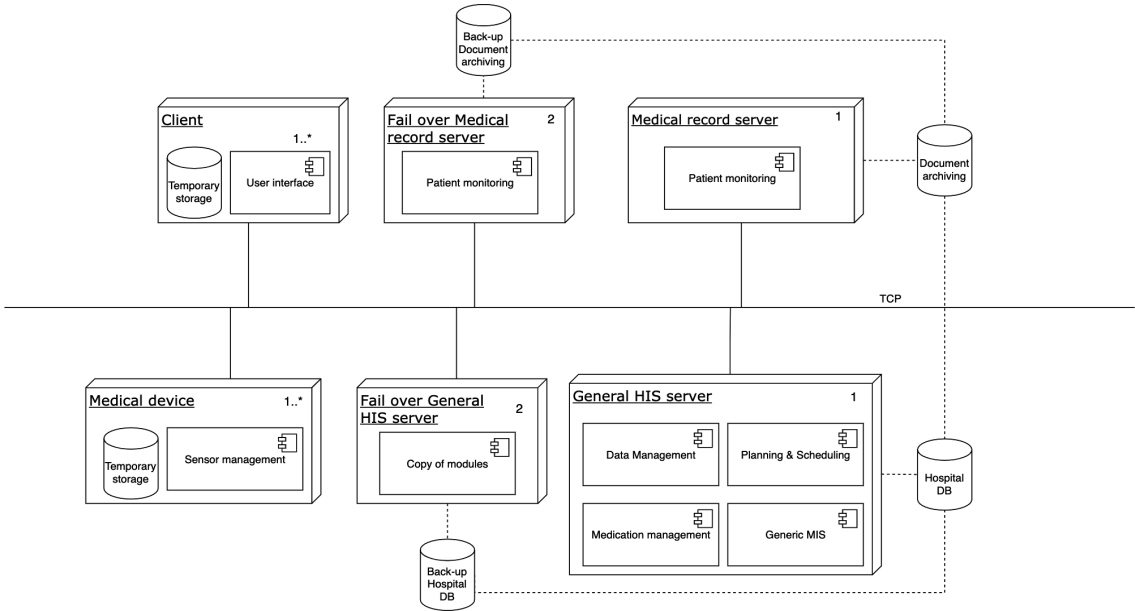 Back-up
Document
archiving
Client
1..*
Temporary
storage
User interface
Fail over Medical
record server
2
Patient monitoring
Medical record server
1
Patient monitoring
Document
archiving
TCP
Medical device
1..*
Temporary
storage
Sensor management
Fail over General
HIS server
2
Copy of modules
General HIS server
1
Data Management
Planning & Scheduling
Medication management
Generic MIS
Hospital
DB
Back-up
Hospital
DB